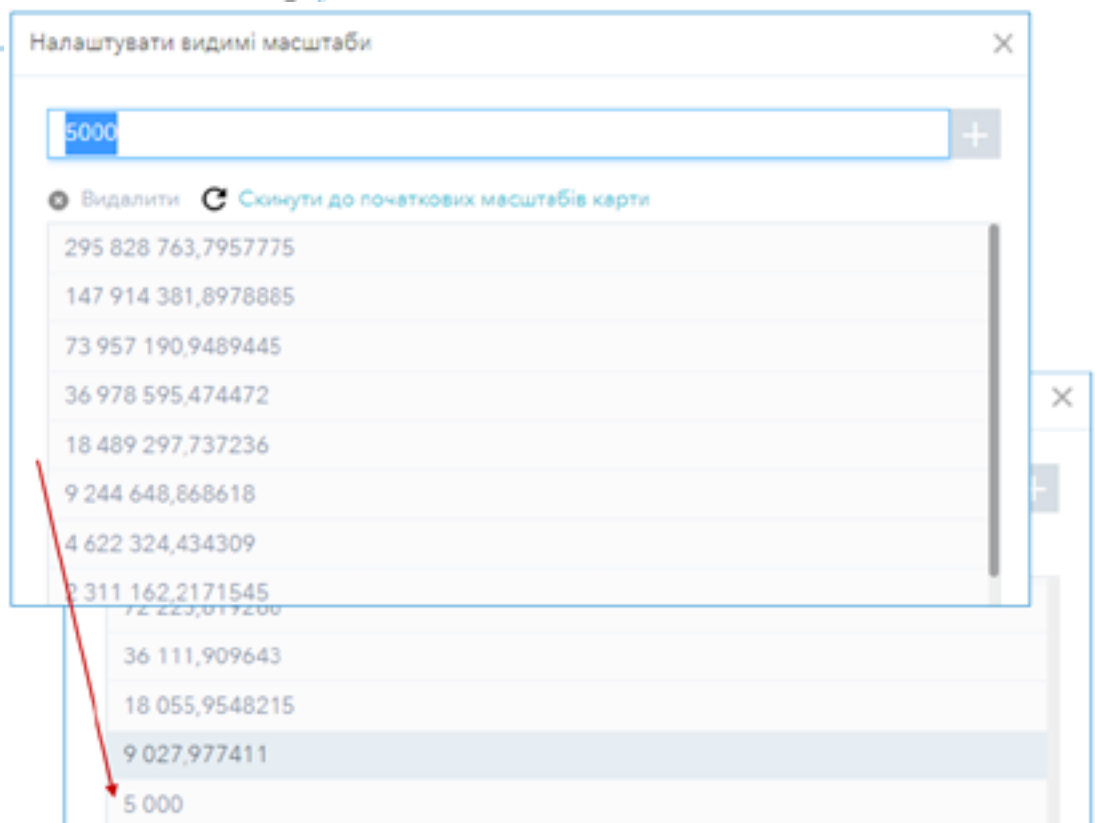 Налаштувати видимі масштаби
5000
Видалити Скинути до початкових масштабів карти
295 828 763,7957775
147 914 381,8978885
73 957 190,9489445
36 978 595,474472
18 489 297,737236
9 244 648,868618
4 622 324,434309
2 311 162,2171545
36 111,909643
18 055,9548215
9 027,977411
5 000